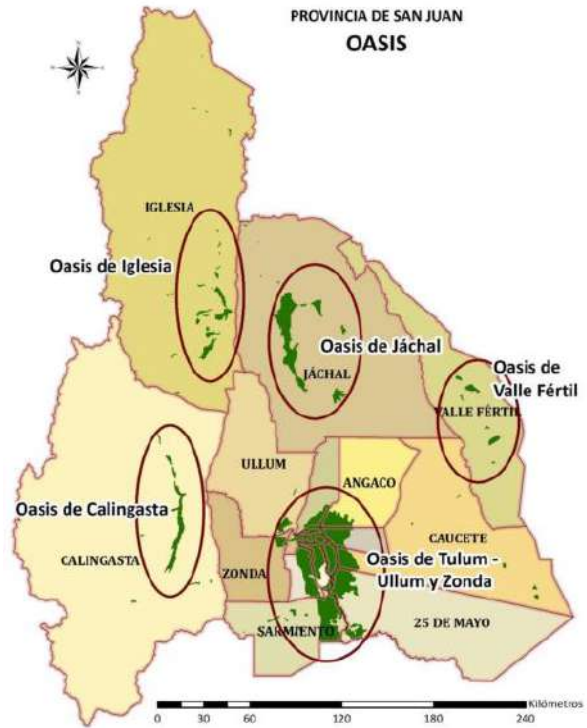 PROVINCIA DE SAN JUAN
OASIS
IGLESIA
Oasis de Iglesia
Oasis de Jáchal
JÁCHAL
Oasis de
Valle Fértil
VALLE FÉRTIL
ULLUM
ANGACO
Oasis de Calingasta
CALINGASTA
ZONDA
CAUCETE
Oasis de Tulum -
Ullum y Zonda
SARMIENTO
25 DE MAYO
Kilómetros
0 15 30 60 120 180 240